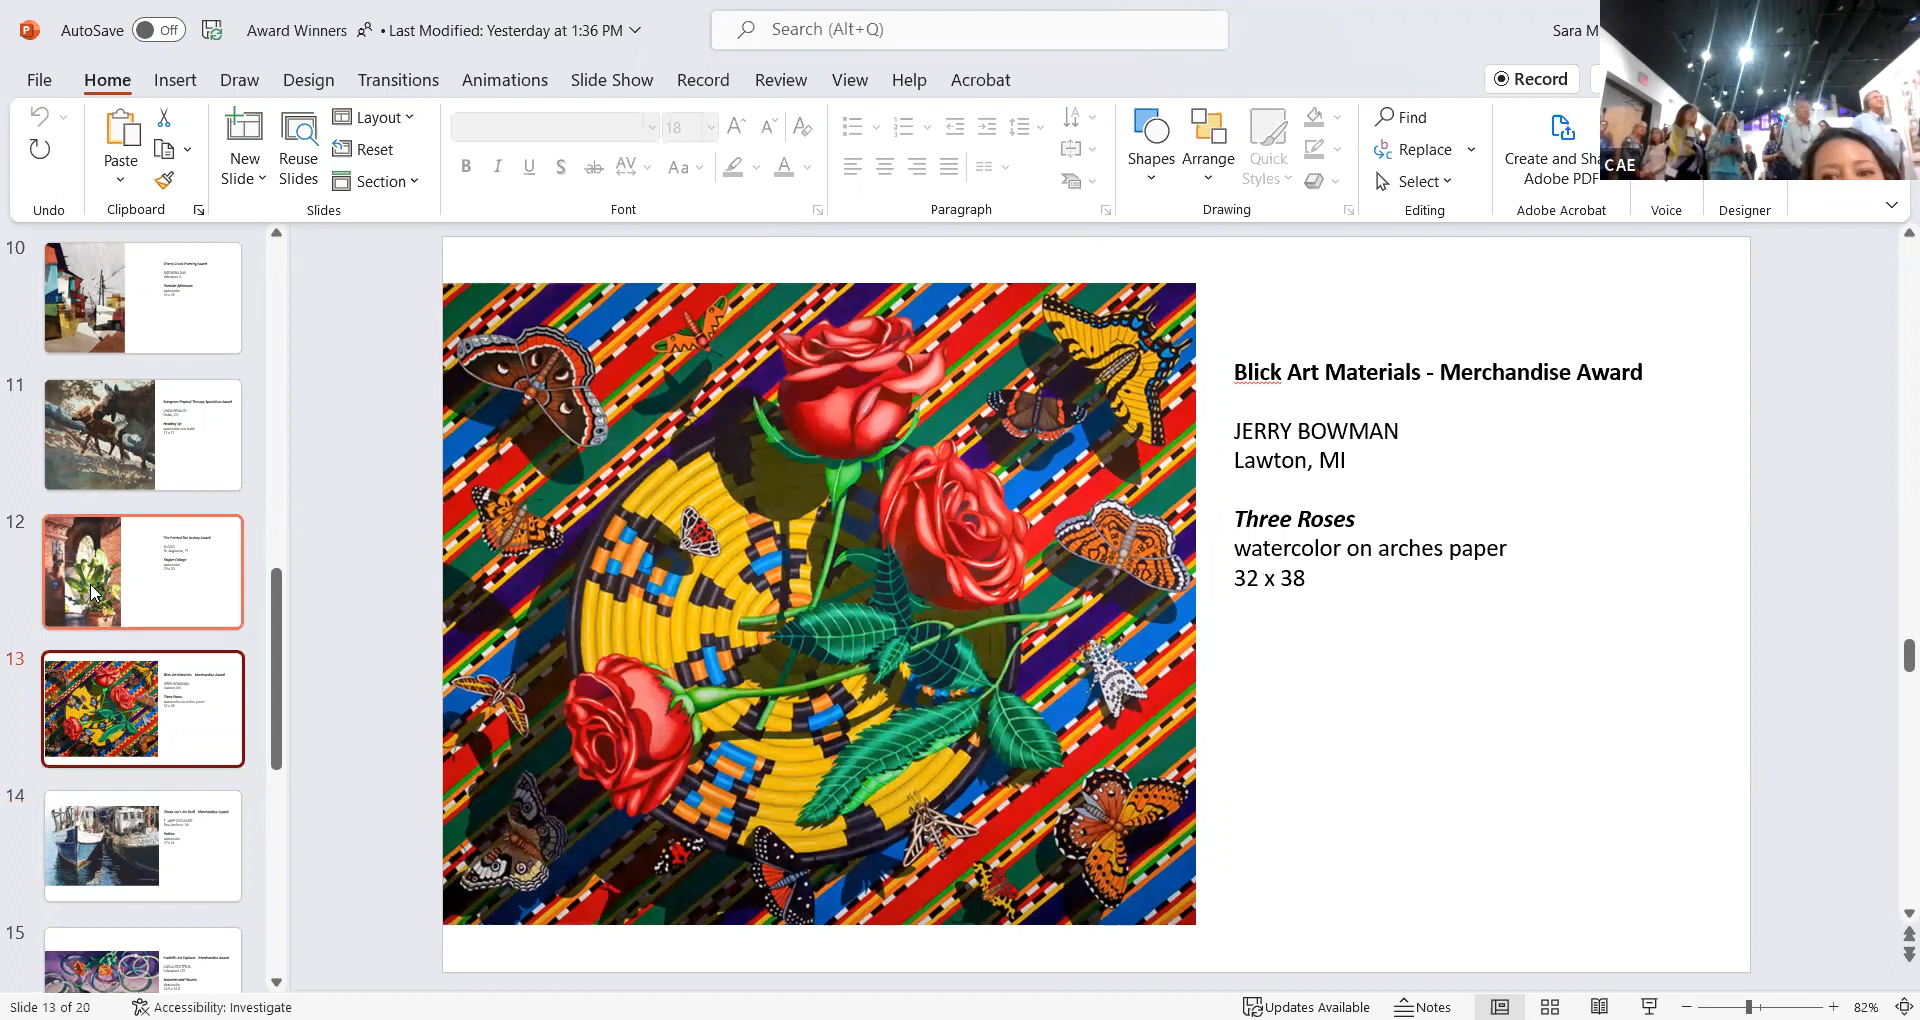 AutoSave Off Award Winners • Last Modified: Yesterday at 1:36 PM Search (Alt+Q) Sara M
File Home Insert Draw Design Transitions Animations Slide Show Record Review View Help Acrobat Record
Paste
New Slide
Reuse Slides
Layout
Reset
Section
18
B I U S ab AV Aa A
Shapes
Arrange
Quick Styles
Find
Replace
Select
Create and Sha
Adobe PDF
CAE
Undo Clipboard Slides Font Paragraph Drawing Editing Adobe Acrobat Voice Designer
10
11
12
13
14
15
Blick Art Materials - Merchandise Award
JERRY BOWMAN
Lawton, MI
Three Roses
watercolor on arches paper
32 x 38
Slide 13 of 20 Accessibility: Investigate Updates Available Notes 82%